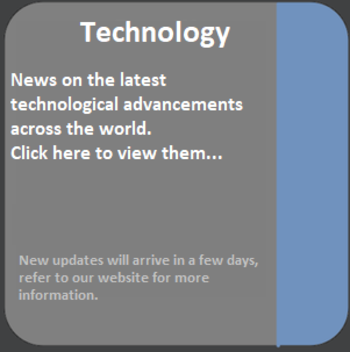 Technology
News on the latest
technological advancements
across the world.
Click here to view them...
New updates will arrive in a few days,
refer to our website for more
information.